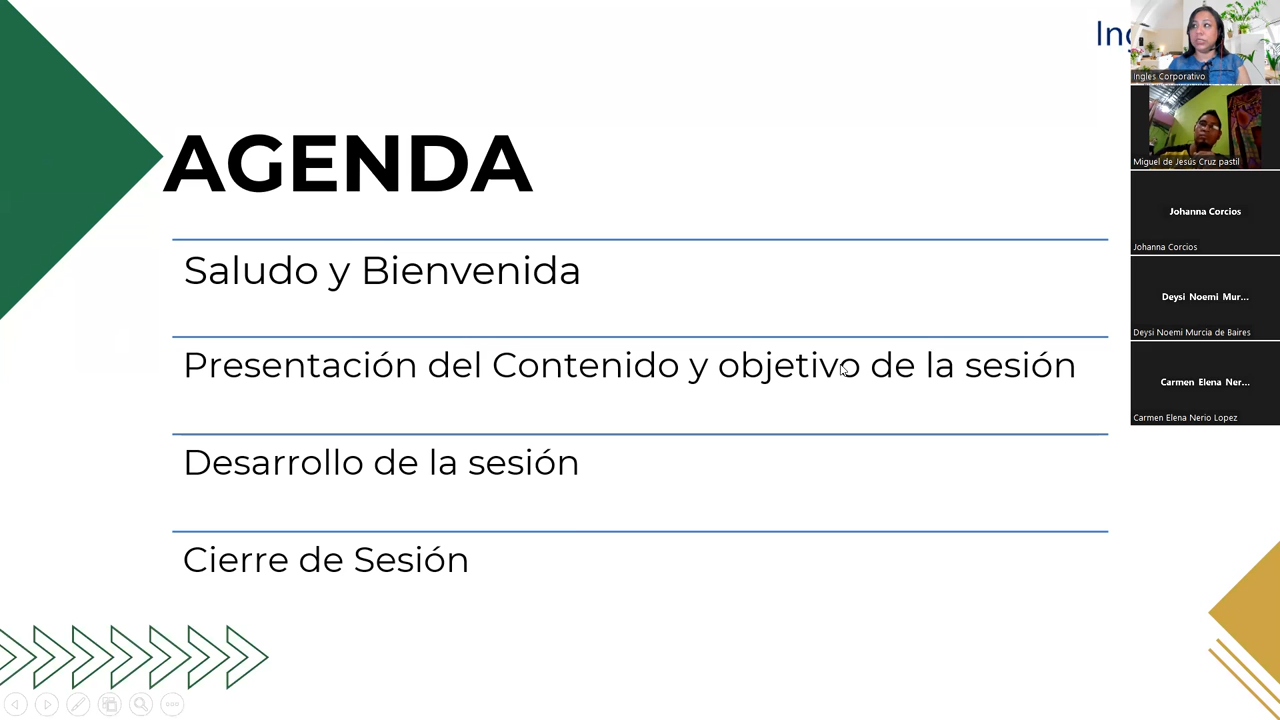 AGENDA
Saludo y Bienvenida
Presentación del Contenido y objetivo de la sesión
Desarrollo de la sesión
Cierre de Sesión
Ingles Corporativo
Miguel de Jesús Cruz pastil
Johanna Corcios
Johanna Corcios
Deysi Noemi Mur...
Deysi Noemi Murcia de Baires
Carmen Elena Ner...
Carmen Elena Nerio Lopez